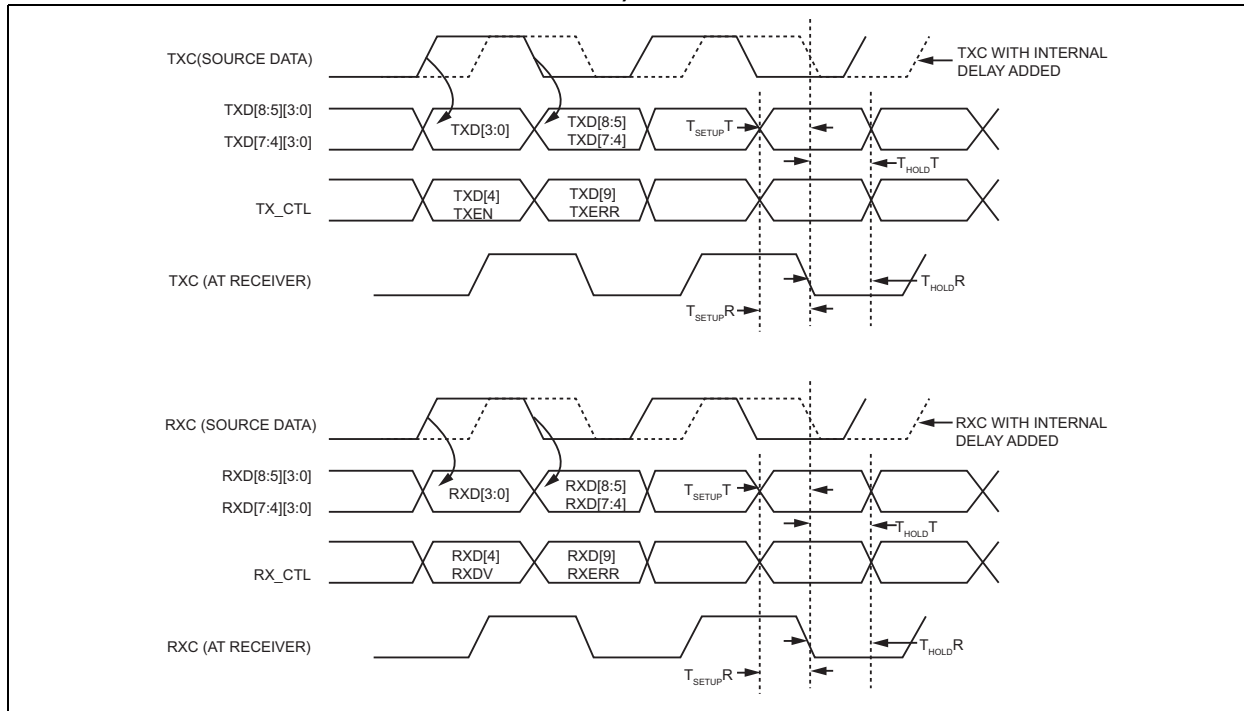 TXC(SOURCE DATA)
TXC WITH INTERNAL
DELAY ADDED
TXD[8:5][3:0]
TXD[7:4][3:0]
TXD[3:0]
TXD[8:5]
TXD[7:4]
TSETUPT
THOLDT
TX_CTL
TXD[4]
TXEN
TXD[9]
TXERR
TXC (AT RECEIVER)
THOLDR
TSETUPR
RXC (SOURCE DATA)
RXC WITH INTERNAL
DELAY ADDED
RXD[8:5][3:0]
RXD[7:4][3:0]
RXD[3:0]
RXD[8:5]
RXD[7:4]
TSETUPT
THOLDT
RX_CTL
RXD[4]
RXDV
RXD[9]
RXERR
RXC (AT RECEIVER)
THOLDR
TSETUPR